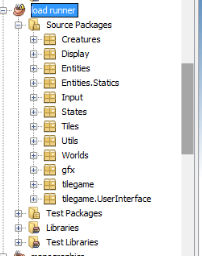 load runner
Source Packages
Creatures
Display
Entities
Entities.Statics
Input
States
Tiles
Utils
Worlds
gfx
tilegame
tilegame.UserInterface
Test Packages
Libraries
Test Libraries